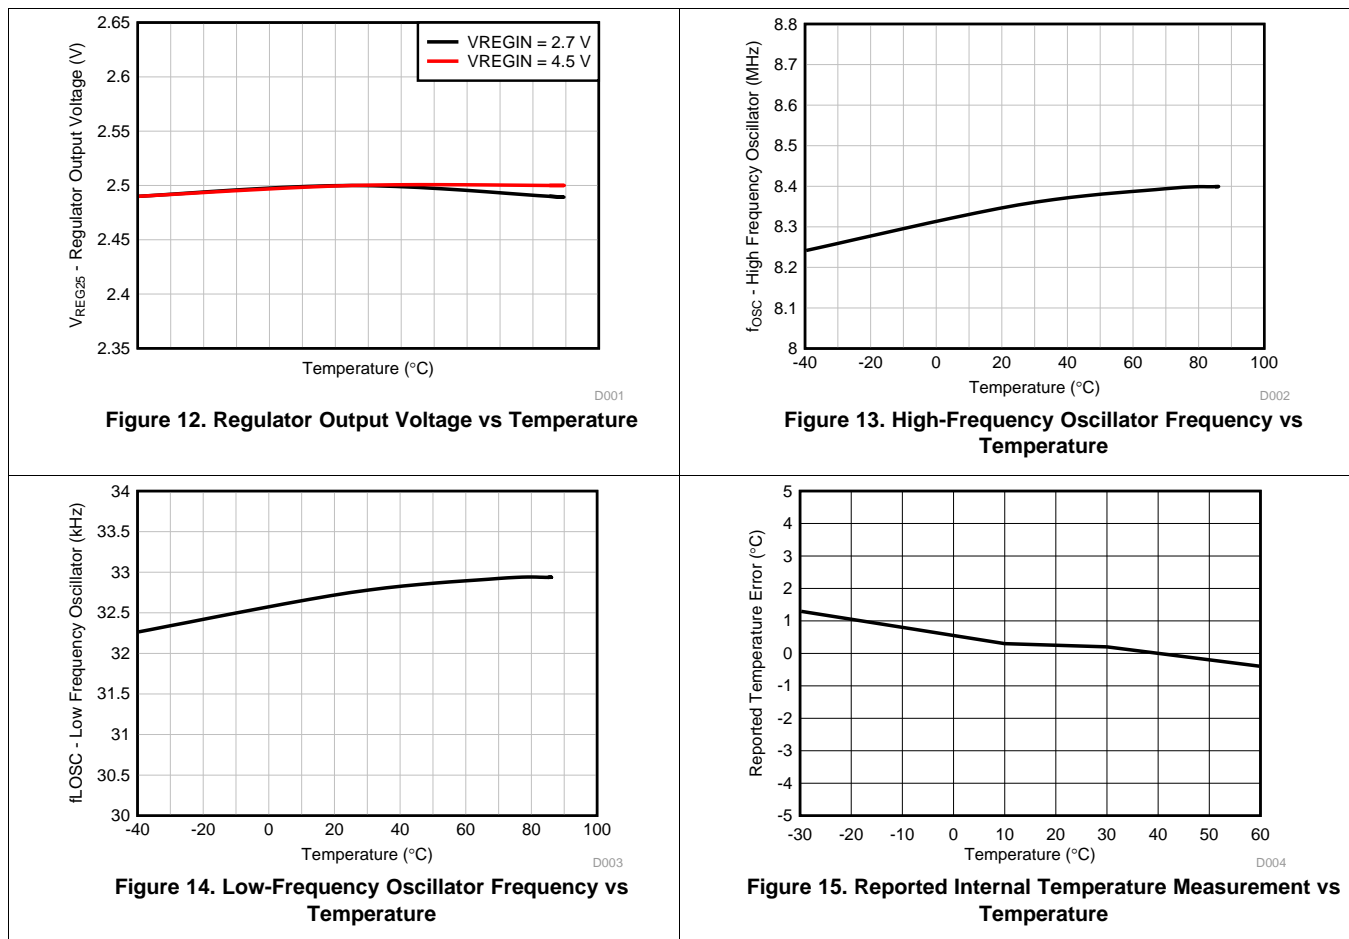 2.65
2.6
2.55
2.5
2.45
2.4
2.35
V_REG25 - Regulator Output Voltage (V)
VREGIN = 2.7 V
VREGIN = 4.5 V
Temperature (°C)
D001
Figure 12. Regulator Output Voltage vs Temperature
8.8
8.7
8.6
8.5
8.4
8.3
8.2
8.1
8
fOSC - High Frequency Oscillator (MHz)
-40 -20 0 20 40 60 80 100
Temperature (°C)
D002
Figure 13. High-Frequency Oscillator Frequency vs
Temperature
34
33.5
33
32.5
32
31.5
31
30.5
30
fLOSC - Low Frequency Oscillator (kHz)
-40 -20 0 20 40 60 80 100
Temperature (°C)
D003
Figure 14. Low-Frequency Oscillator Frequency vs
Temperature
5
4
3
2
1
0
-1
-2
-3
-4
-5
Reported Temperature Error (°C)
-30 -20 -10 0 10 20 30 40 50 60
Temperature (°C)
D004
Figure 15. Reported Internal Temperature Measurement vs
Temperature